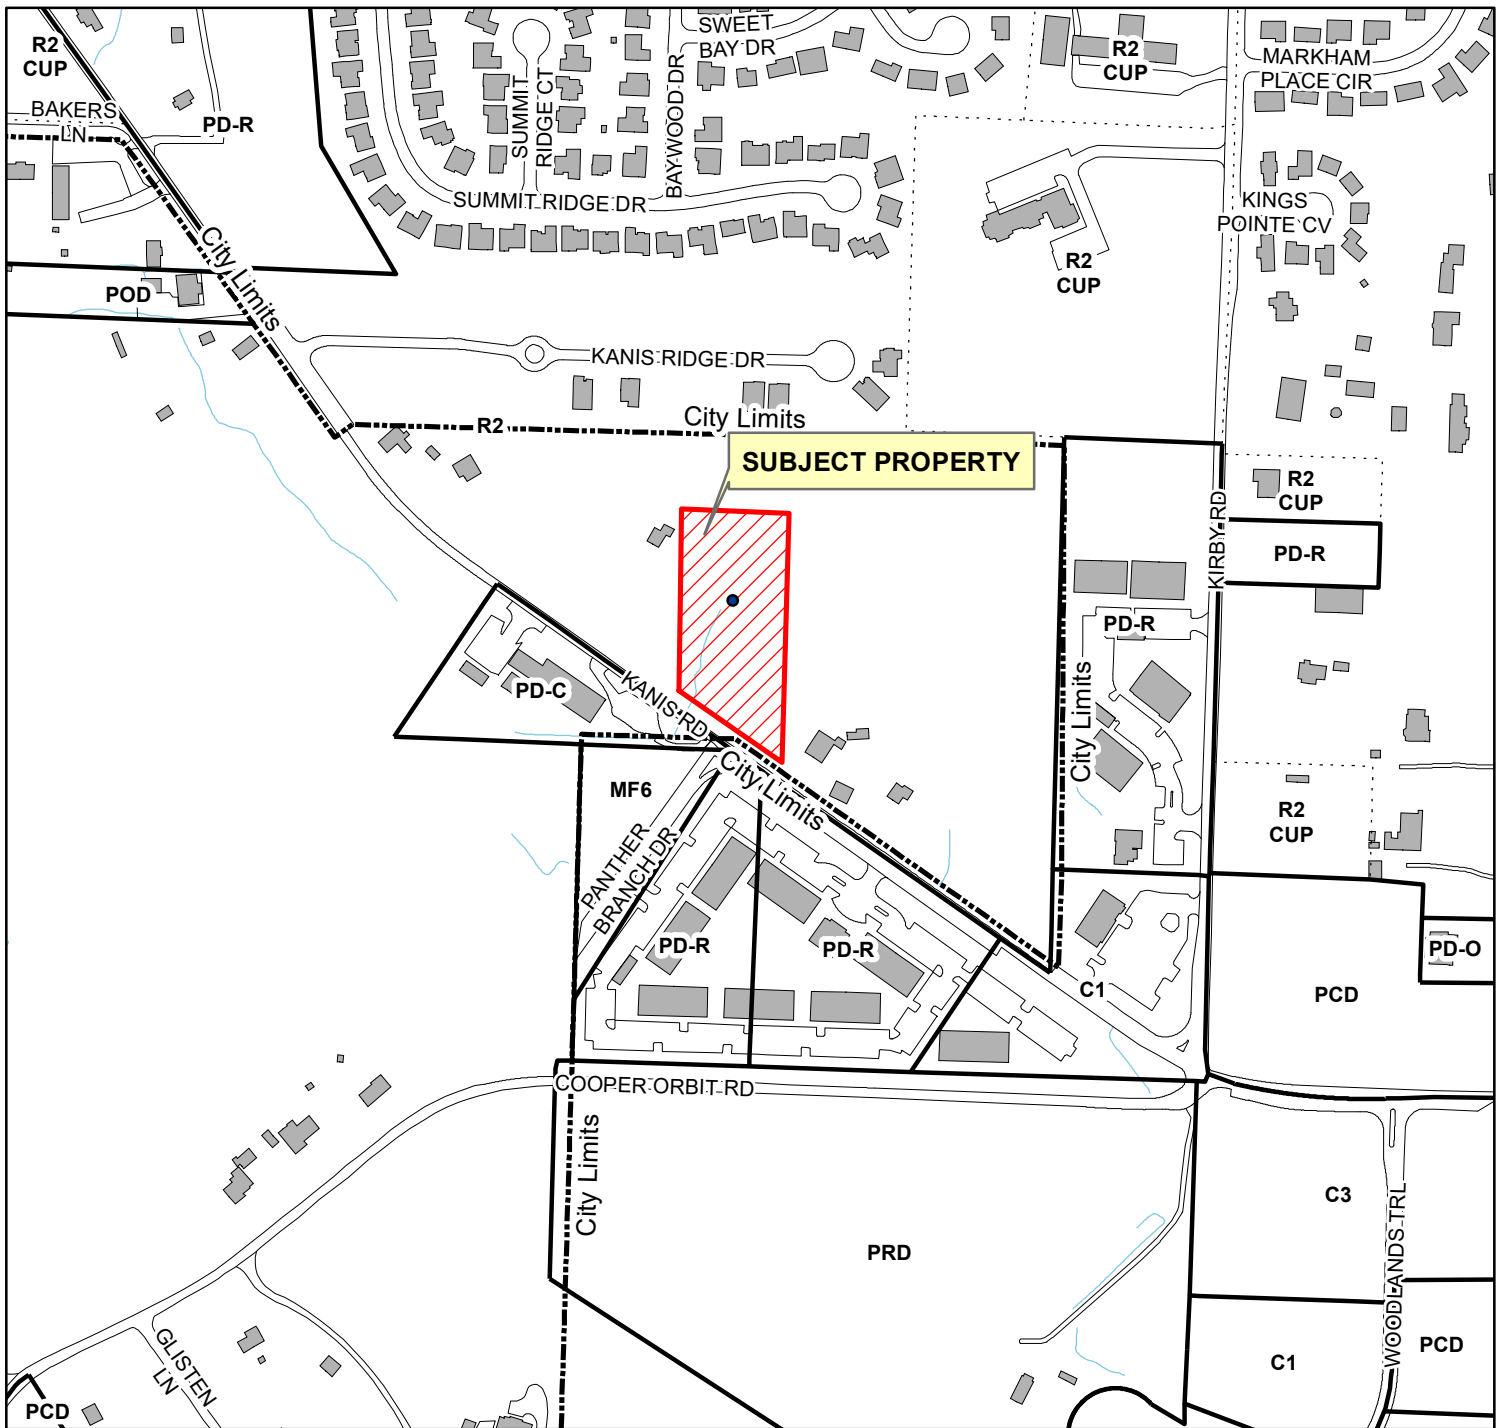 SWEET
BAY DR
R2
CUP
R2
CUP
MARKHAM
PLACE CIR
SUMMIT
RIDGE CT
BAYWOOD DR
BAKERS
LN
PD-R
SUMMIT RIDGE DR
KINGS
POINTE CV
City Limits
R2
CUP
POD
KANIS RIDGE DR
City Limits
R2
SUBJECT PROPERTY
R2
CUP
KIRBY RD
PD-R
PD-R
PD-C
KANIS RD
City Limits
City Limits
MF6
PANTHER
BRANCH DR
R2
CUP
PD-R
PD-R
PD-O
C1
PCD
COOPER ORBIT RD
City Limits
C3
WOODLANDS TRL
PRD
GLISTEN
LN
C1
PCD
PCD